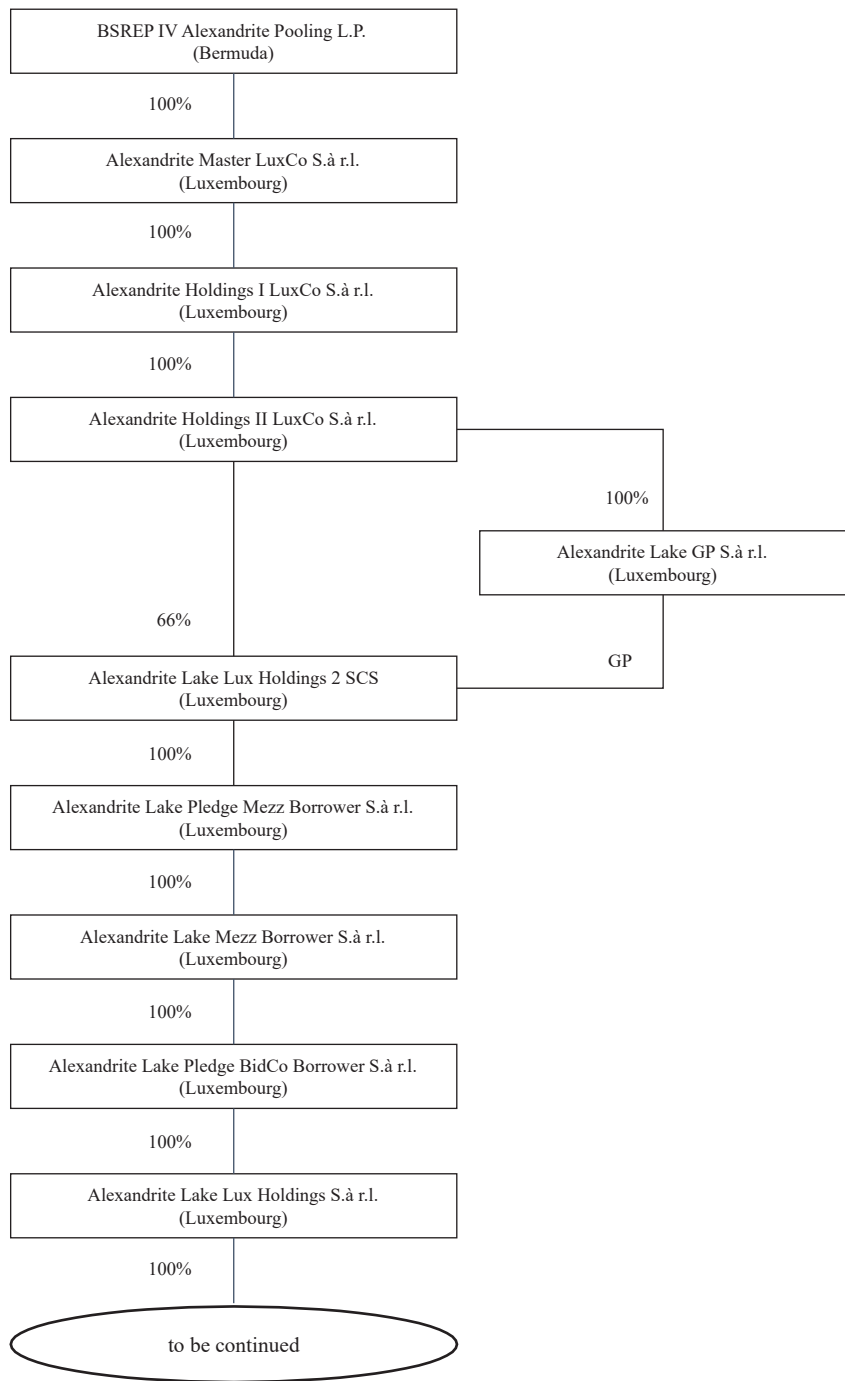 BSREP IV Alexandrite Pooling L.P.
(Bermuda)
100%
Alexandrite Master LuxCo S.à r.l.
(Luxembourg)
100%
Alexandrite Holdings I LuxCo S.à r.l.
(Luxembourg)
100%
Alexandrite Holdings II LuxCo S.à r.l.
(Luxembourg)
100%
Alexandrite Lake GP S.à r.l.
(Luxembourg)
66%
GP
Alexandrite Lake Lux Holdings 2 SCS
(Luxembourg)
100%
Alexandrite Lake Pledge Mezz Borrower S.à r.l.
(Luxembourg)
100%
Alexandrite Lake Mezz Borrower S.à r.l.
(Luxembourg)
100%
Alexandrite Lake Pledge BidCo Borrower S.à r.l.
(Luxembourg)
100%
Alexandrite Lake Lux Holdings S.à r.l.
(Luxembourg)
100%
to be continued